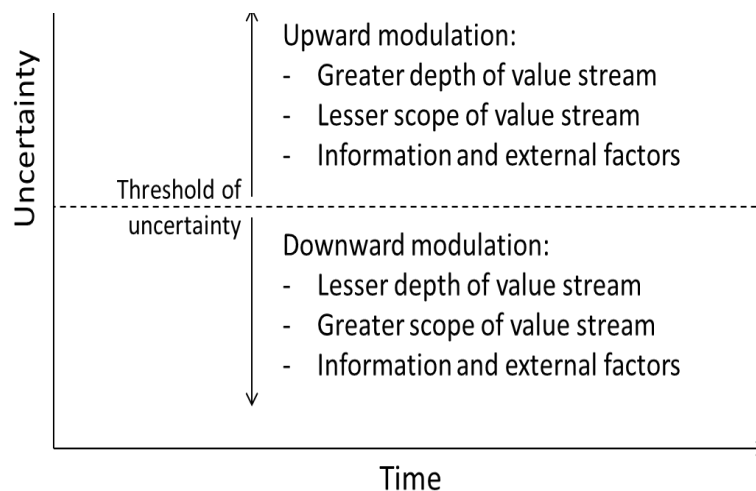 Uncertainty
Upward modulation:
- Greater depth of value stream
- Lesser scope of value stream
- Information and external factors
Threshold of
uncertainty
Downward modulation:
- Lesser depth of value stream
- Greater scope of value stream
- Information and external factors
Time